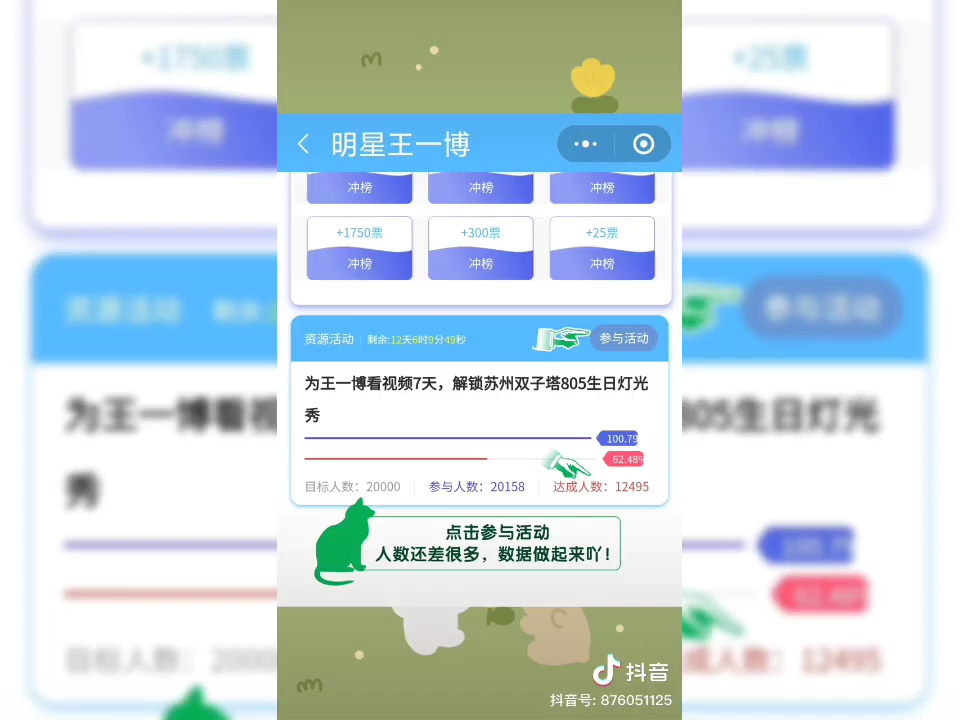 明星王一博
冲榜 冲榜 冲榜
+1750票 +300票 +25票
冲榜 冲榜 冲榜
资源活动 剩余:12天6时9分49秒 参与活动
为王一博看视频7天，解锁苏州双子塔805生日灯光
秀
100.79
62.48%
目标人数：20000 参与人数：20158 达成人数：12495
点击参与活动
人数还差很多，数据做起来吖！
抖音
抖音号: 876051125